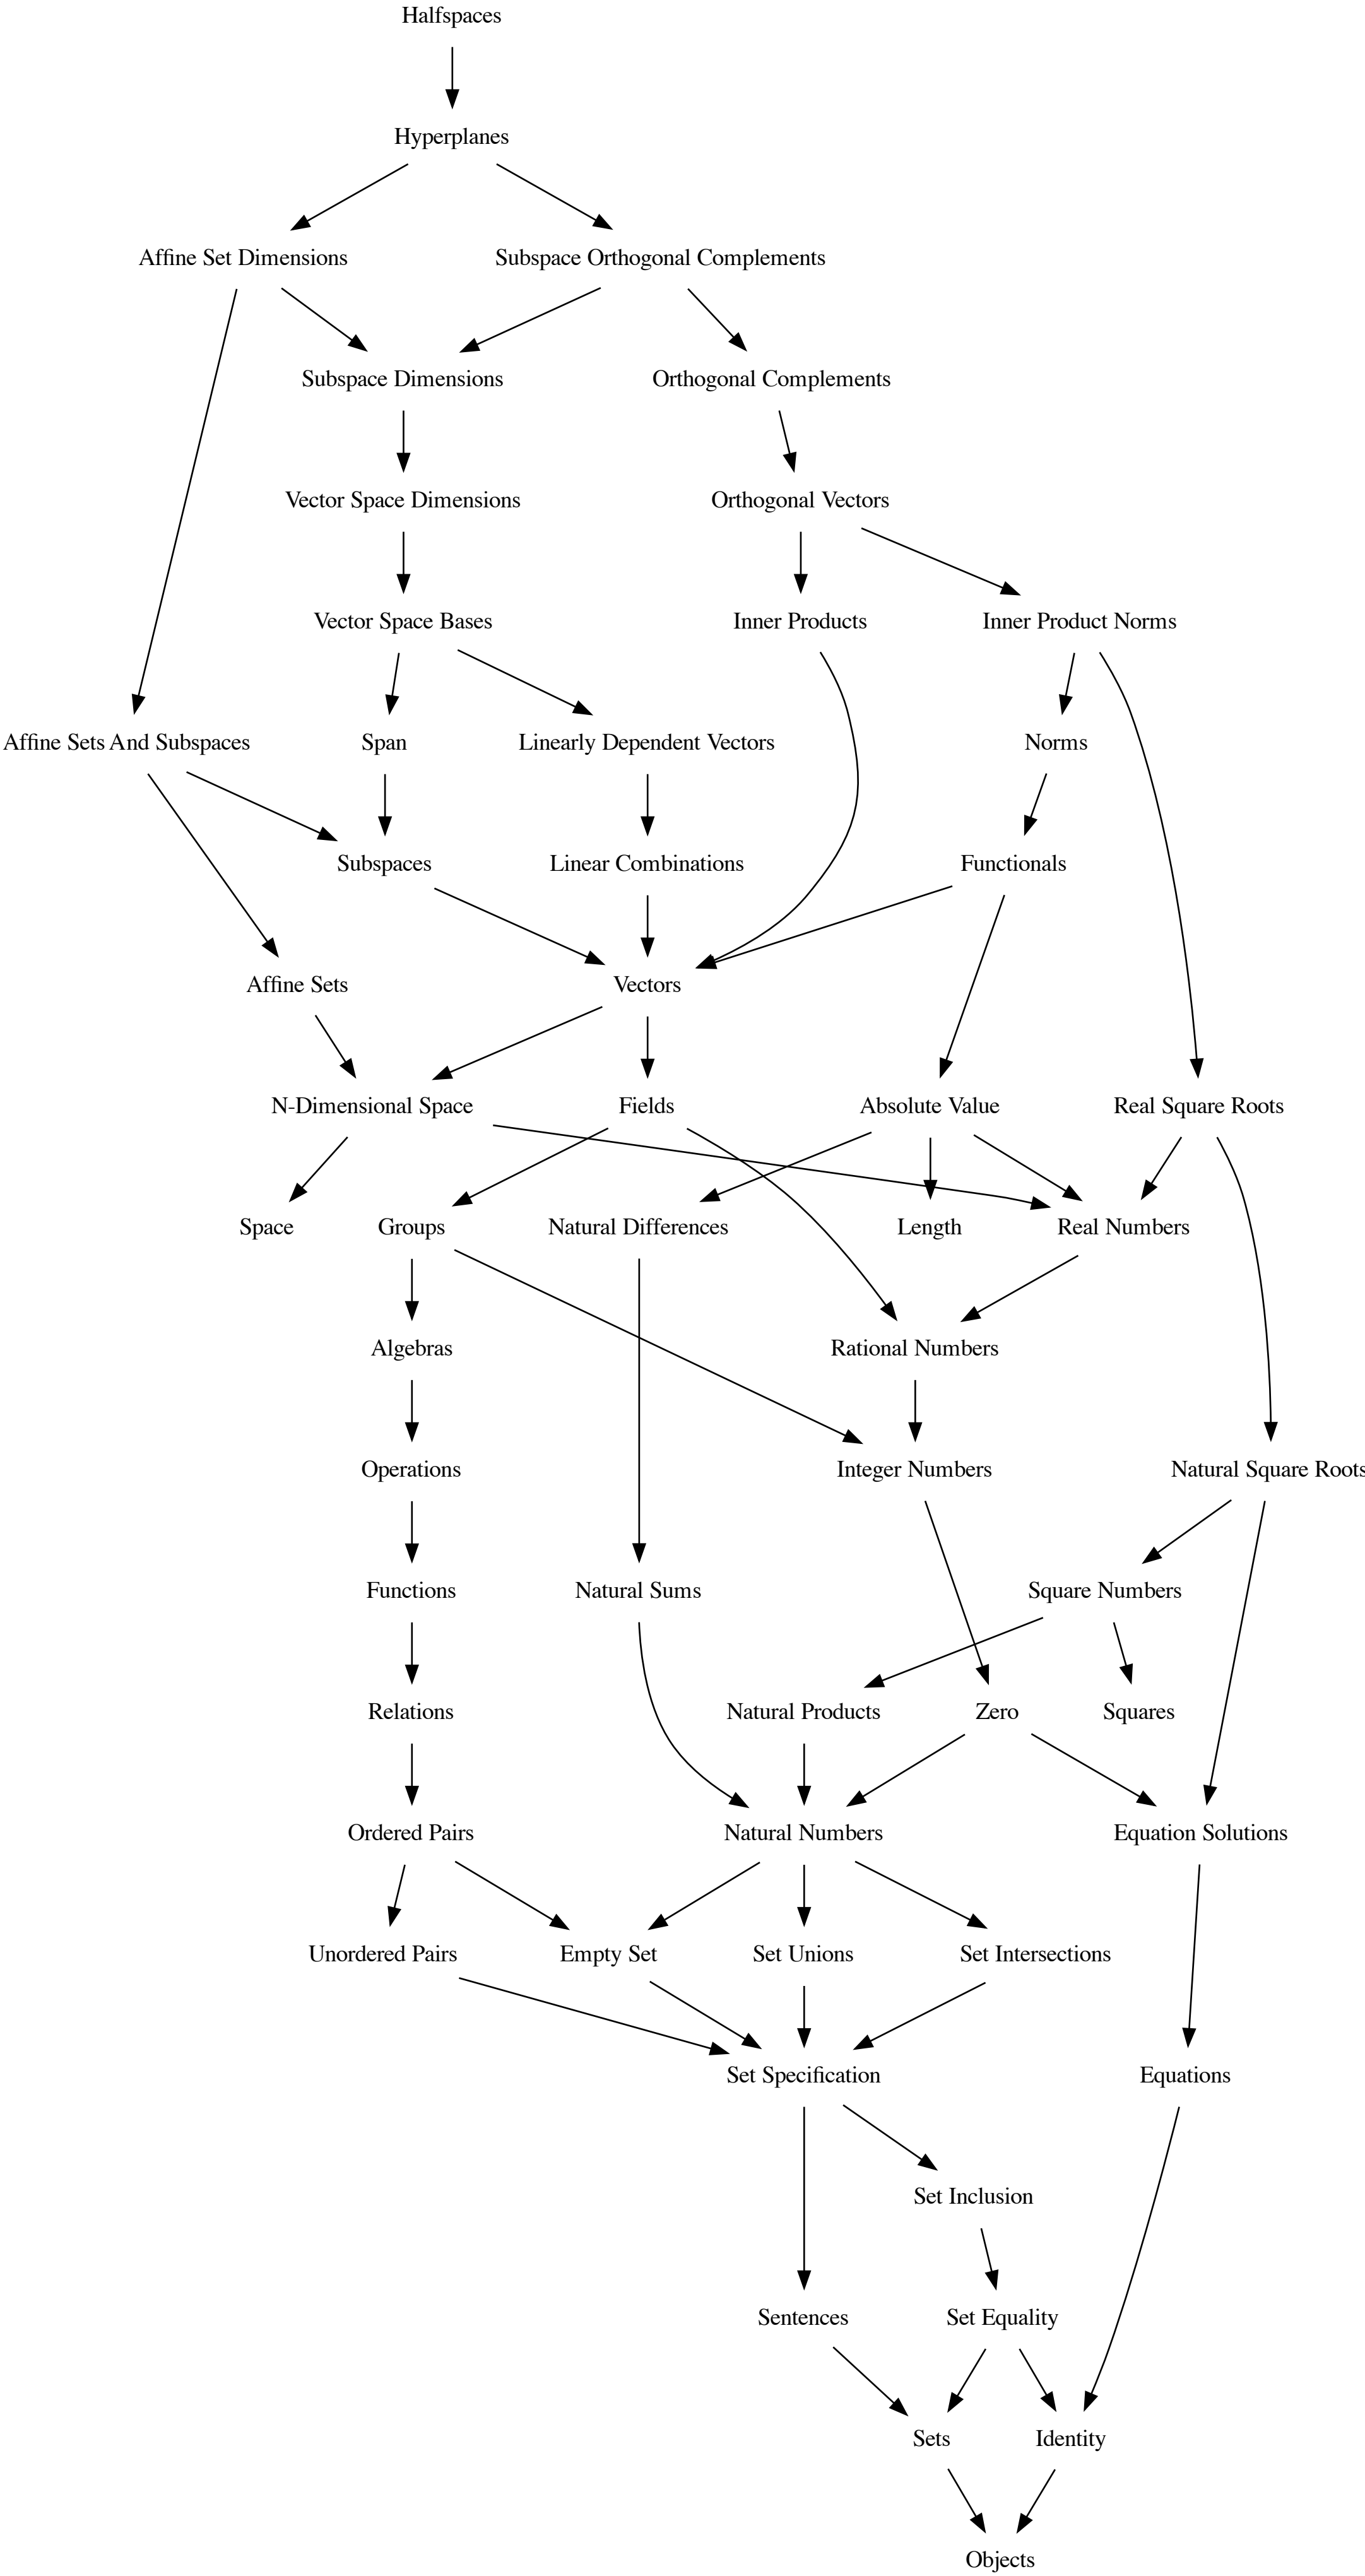 Halfspaces
Hyperplanes
Affine Set Dimensions
Subspace Orthogonal Complements
Subspace Dimensions
Orthogonal Complements
Vector Space Dimensions
Orthogonal Vectors
Vector Space Bases
Inner Products
Inner Product Norms
Affine Sets And Subspaces
Span
Linearly Dependent Vectors
Norms
Subspaces
Linear Combinations
Functionals
Affine Sets
Vectors
N-Dimensional Space
Fields
Absolute Value
Real Square Roots
Space
Groups
Natural Differences
Length
Real Numbers
Algebras
Rational Numbers
Operations
Integer Numbers
Natural Square Roots
Functions
Natural Sums
Square Numbers
Relations
Natural Products
Zero
Squares
Ordered Pairs
Natural Numbers
Equation Solutions
Unordered Pairs
Empty Set
Set Unions
Set Intersections
Set Specification
Equations
Set Inclusion
Sentences
Set Equality
Sets
Identity
Objects